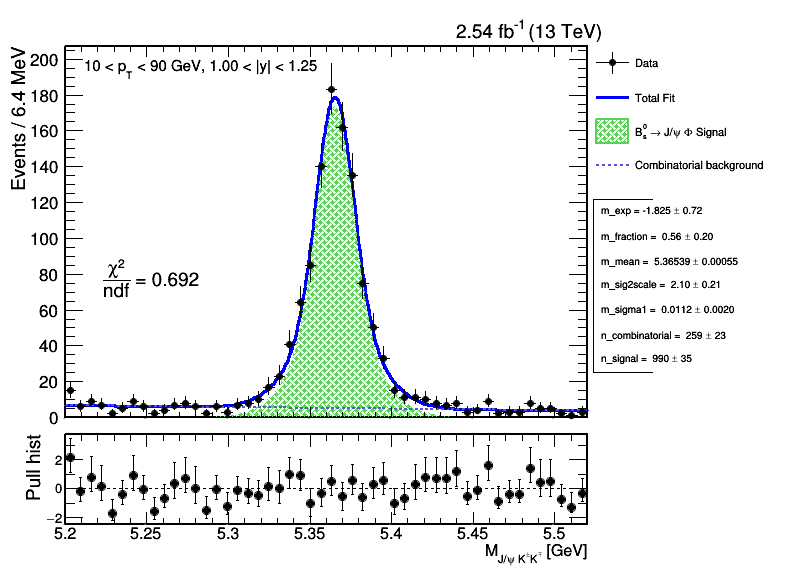 2.54 fb⁻¹ (13 TeV)
Events / 6.4 MeV
200
180
160
140
120
100
80
60
40
20
0
10 < p_T < 90 GeV, 1.00 < |y| < 1.25
χ²/ndf = 0.692
Data
Total Fit
B_s^0 → J/ψ Φ Signal
Combinatorial background
m_exp = -1.825 ± 0.72
m_fraction = 0.56 ± 0.20
m_mean = 5.36539 ± 0.00055
m_sig2scale = 2.10 ± 0.21
m_sigma1 = 0.0112 ± 0.0020
n_combinatorial = 259 ± 23
n_signal = 990 ± 35
Pull hist
2
0
−2
5.2 5.25 5.3 5.35 5.4 5.45 5.5
M_{J/ψ K^± K^∓} [GeV]